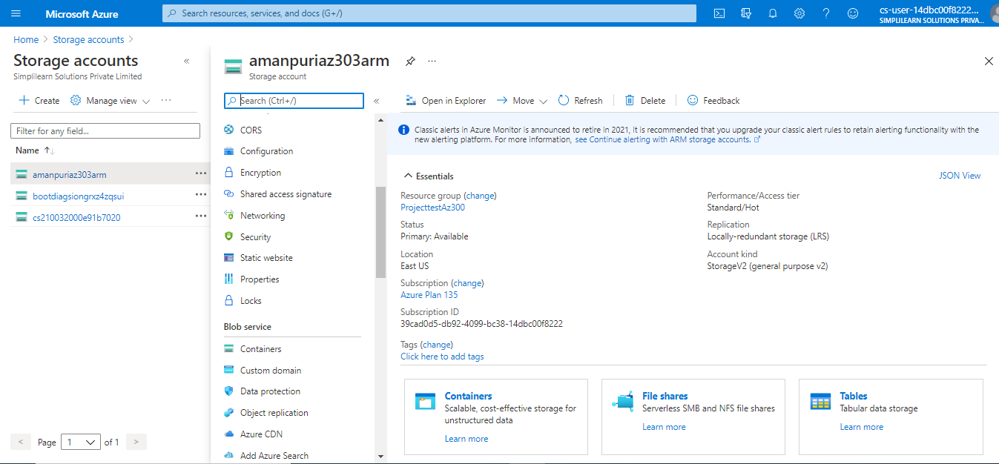 Microsoft Azure
Search resources, services, and docs (G+/)
cs-user-14dbc00f8222...
SIMPLILEARN SOLUTIONS PRIVA...
Home > Storage accounts >
Storage accounts
«
Simplilearn Solutions Private Limited
+ Create
Manage view
...
Filter for any field...
Name ↑↓
amanpuriaz303arm
...
bootdiagsiongrxz4zqsui
...
cs210032000e91b7020
...
< Page 1 of 1 >
amanpuriaz303arm
...
Storage account
Search (Ctrl+/)
«
CORS
Configuration
Encryption
Shared access signature
Networking
Security
Static website
Properties
Locks
Blob service
Containers
Custom domain
Data protection
Object replication
Azure CDN
Add Azure Search
Open in Explorer
Move
Refresh
Delete
Feedback
Classic alerts in Azure Monitor is announced to retire in 2021, it is recommended that you upgrade your classic alert rules to retain alerting functionality with the
new alerting platform. For more information, see Continue alerting with ARM storage accounts.
Essentials
JSON View
Resource group (change)
ProjecttestAz300
Status
Primary: Available
Location
East US
Subscription (change)
Azure Plan 135
Subscription ID
39cad0d5-db92-4099-bc38-14dbc00f8222
Tags (change)
Click here to add tags
Performance/Access tier
Standard/Hot
Replication
Locally-redundant storage (LRS)
Account kind
StorageV2 (general purpose v2)
Containers
Scalable, cost-effective storage for
unstructured data
Learn more
File shares
Serverless SMB and NFS file shares
Learn more
Tables
Tabular data storage
Learn more